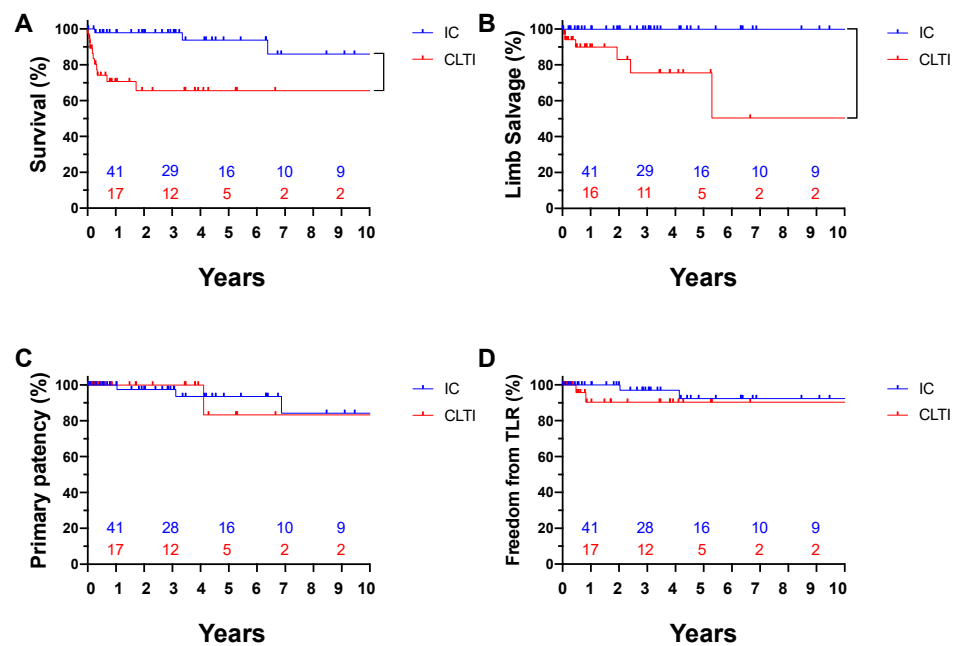 A
Survival (%)
100
80
60
40
20
0
41 29 16 10 9
17 12 5 2 2
0 1 2 3 4 5 6 7 8 9 10
Years
IC
CLTI
B
Limb Salvage (%)
100
80
60
40
20
0
41 29 16 10 9
16 11 5 2 2
0 1 2 3 4 5 6 7 8 9 10
Years
IC
CLTI
C
Primary patency (%)
100
80
60
40
20
0
41 28 16 10 9
17 12 5 2 2
0 1 2 3 4 5 6 7 8 9 10
Years
IC
CLTI
D
Freedom from TLR (%)
100
80
60
40
20
0
41 28 16 10 9
17 12 5 2 2
0 1 2 3 4 5 6 7 8 9 10
Years
IC
CLTI